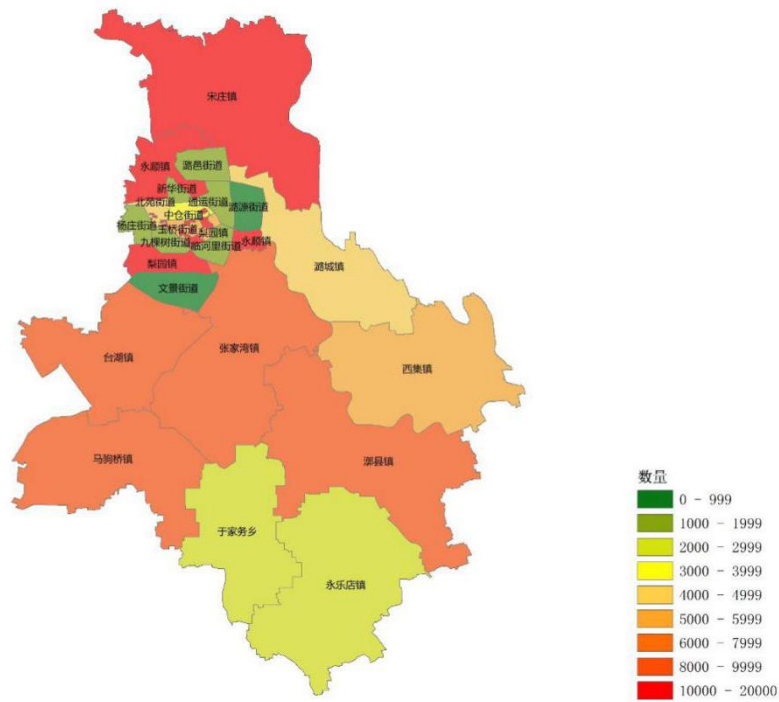 宋庄镇
永顺镇
潞邑街道
新华街道
北苑街道
通运街道
潞源街道
中仓街道
杨庄街道
玉桥街道
梨园镇
九棵树街道
临河里街道
永顺镇
梨园镇
潞城镇
文景街道
张家湾镇
台湖镇
西集镇
马驹桥镇
漷县镇
于家务乡
永乐店镇
数量
0 - 999
1000 - 1999
2000 - 2999
3000 - 3999
4000 - 4999
5000 - 5999
6000 - 7999
8000 - 9999
10000 - 20000